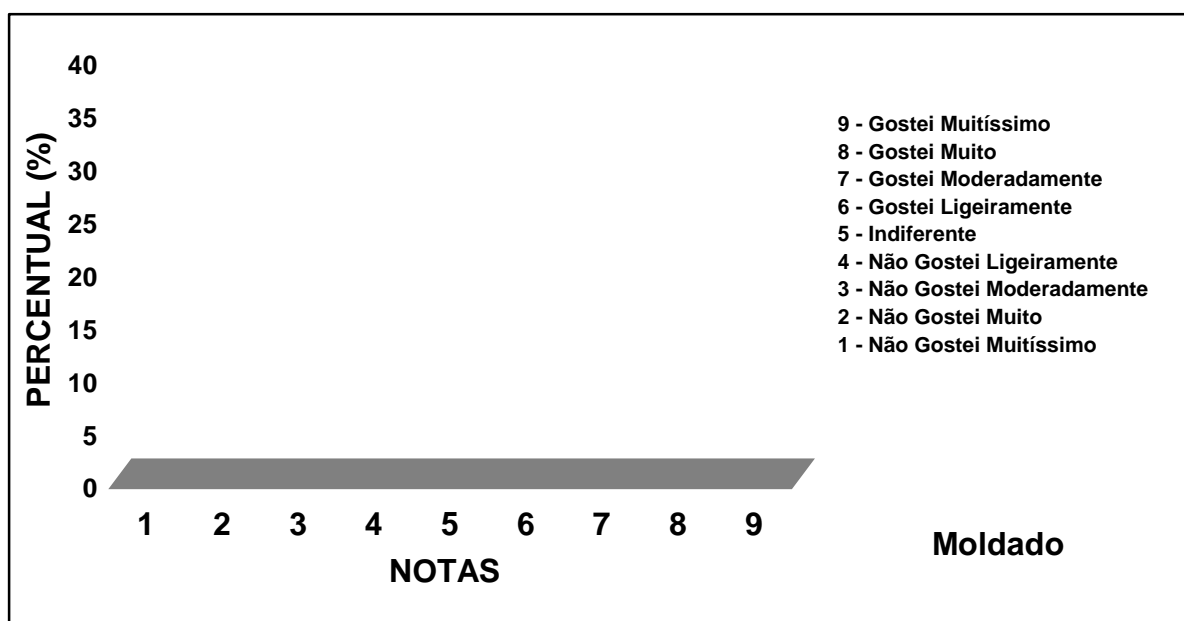 PERCENTUAL (%)
40
35
30
25
20
15
10
5
0
1 2 3 4 5 6 7 8 9
NOTAS
9 - Gostei Muitíssimo
8 - Gostei Muito
7 - Gostei Moderadamente
6 - Gostei Ligeiramente
5 - Indiferente
4 - Não Gostei Ligeiramente
3 - Não Gostei Moderadamente
2 - Não Gostei Muito
1 - Não Gostei Muitíssimo
Moldado